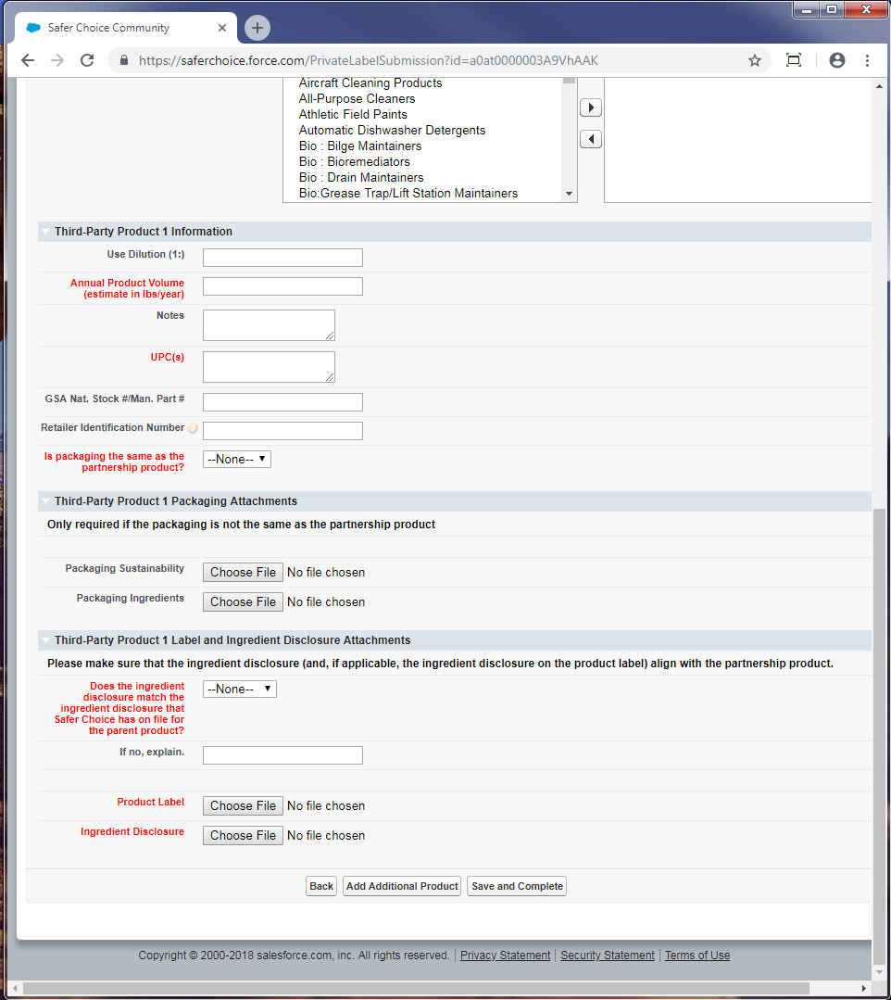 Safer Choice Community
https://saferchoice.force.com/PrivateLabelSubmission?id=a0at0000003A9VhAAK
Aircraft Cleaning Products
All-Purpose Cleaners
Athletic Field Paints
Automatic Dishwasher Detergents
Bio : Bilge Maintainers
Bio : Bioremediators
Bio : Drain Maintainers
Bio:Grease Trap/Lift Station Maintainers
Third-Party Product 1 Information
Use Dilution (1:)
Annual Product Volume
(estimate in lbs/year)
Notes
UPC(s)
GSA Nat. Stock #/Man. Part #
Retailer Identification Number ?
Is packaging the same as the
partnership product?
--None--
Third-Party Product 1 Packaging Attachments
Only required if the packaging is not the same as the partnership product
Packaging Sustainability
Choose File No file chosen
Packaging Ingredients
Choose File No file chosen
Third-Party Product 1 Label and Ingredient Disclosure Attachments
Please make sure that the ingredient disclosure (and, if applicable, the ingredient disclosure on the product label) align with the partnership product.
Does the ingredient
disclosure match the
ingredient disclosure that
Safer Choice has on file for
the parent product?
--None--
If no, explain.
Product Label
Choose File No file chosen
Ingredient Disclosure
Choose File No file chosen
Back Add Additional Product Save and Complete
Copyright © 2000-2018 salesforce.com, inc. All rights reserved. | Privacy Statement | Security Statement | Terms of Use